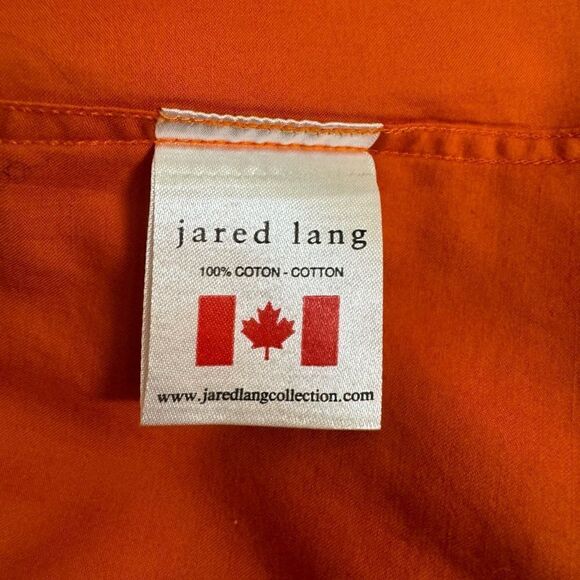 jared lang
100% COTON - COTTON
www.jaredlangcollection.com